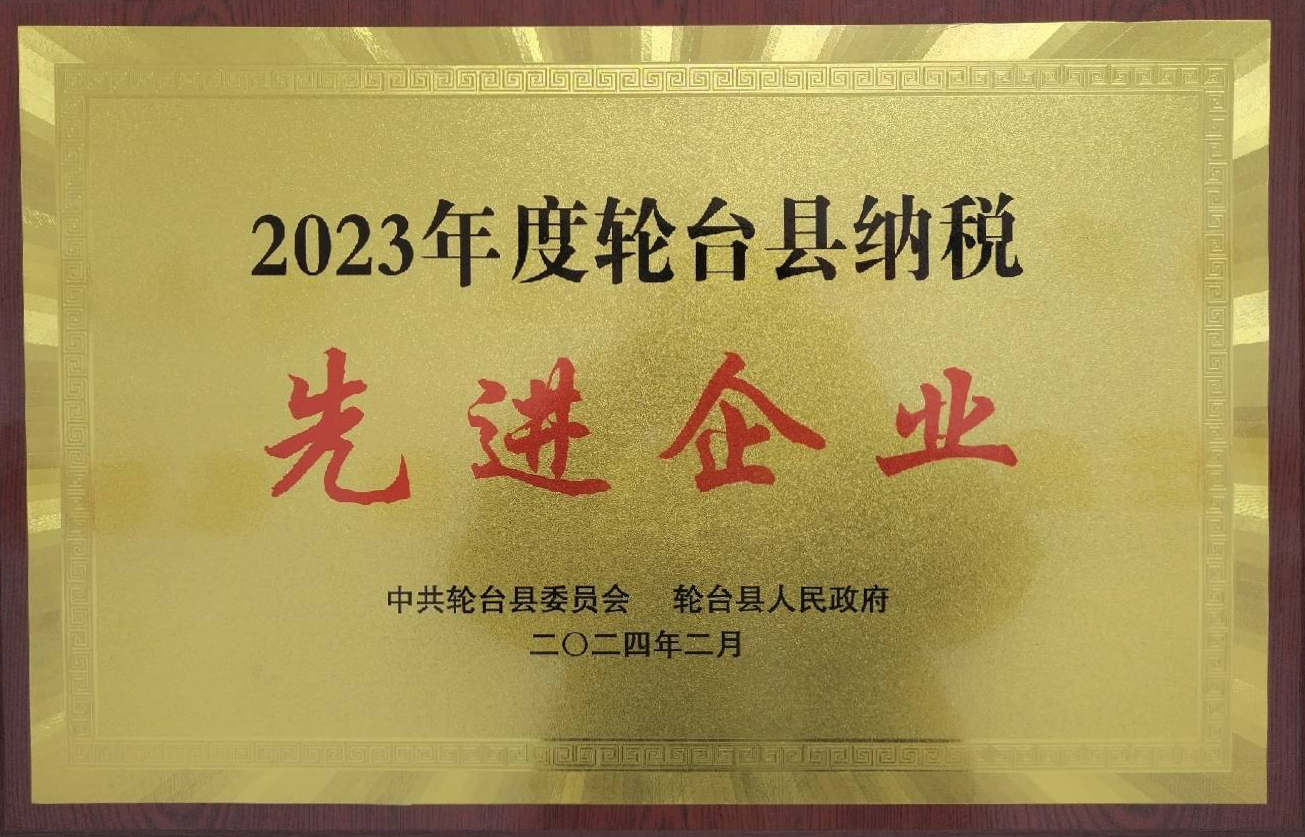 2023年度轮台县纳税
先进企业
中共轮台县委员会 轮台县人民政府
二〇二四年二月